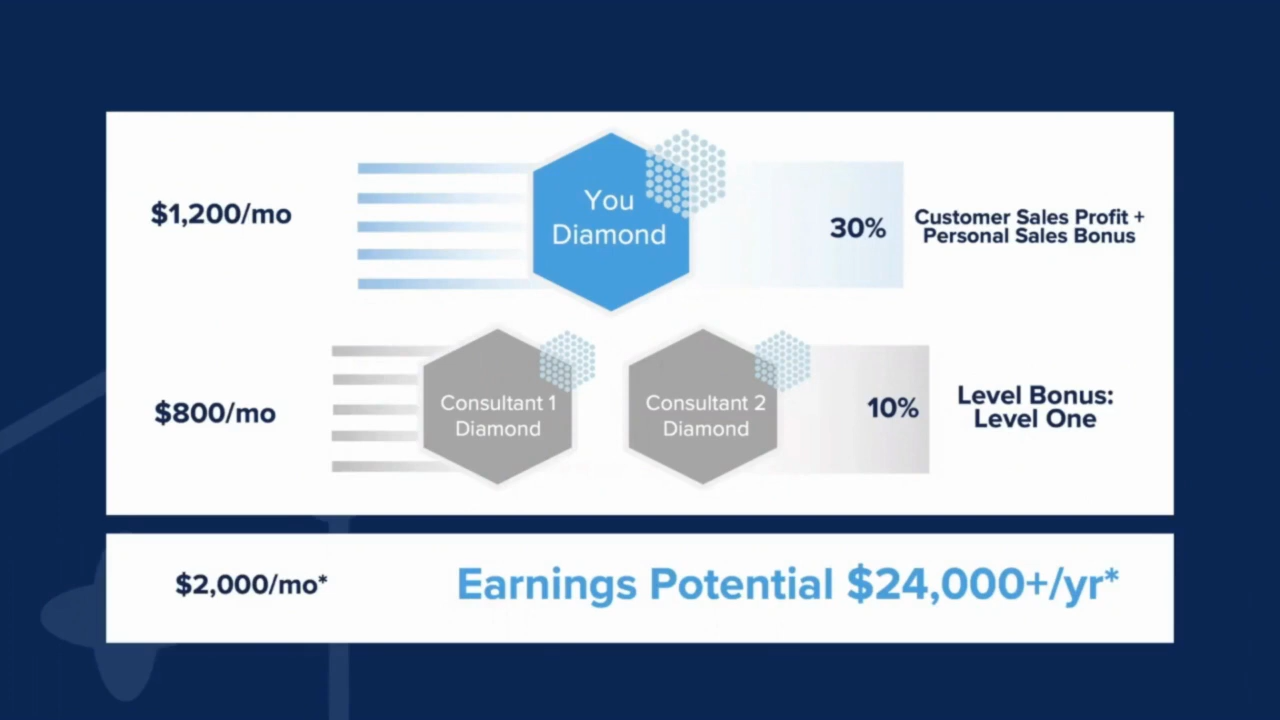 $1,200/mo
You
Diamond
30%
Customer Sales Profit +
Personal Sales Bonus
$800/mo
Consultant 1
Diamond
Consultant 2
Diamond
10%
Level Bonus:
Level One
$2,000/mo*
Earnings Potential $24,000+/yr*